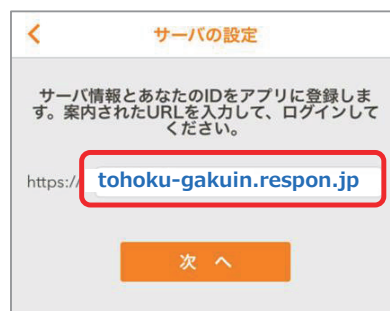 サーバの設定
サーバ情報とあなたのIDをアプリに登録しま
す。案内されたURLを入力して、ログインして
ください。
https:// tohoku-gakuin.respon.jp
次 へ